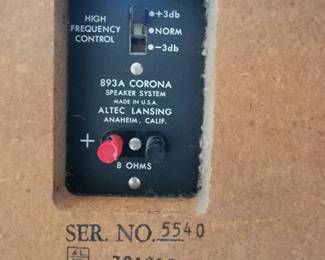 +3db
HIGH
FREQUENCY
CONTROL
NORM
-3db
893A CORONA
SPEAKER SYSTEM
MADE IN U.S.A.
ALTEC LANSING
ANAHEIM, CALIF.
+
8 OHMS
SER. NO. 5540